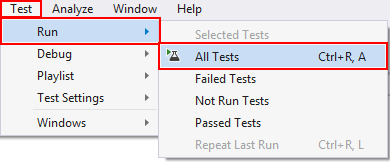 Test Analyze Window Help
Run
Debug
Playlist
Test Settings
Windows
Selected Tests
All Tests Ctrl+R, A
Failed Tests
Not Run Tests
Passed Tests
Repeat Last Run Ctrl+R, L